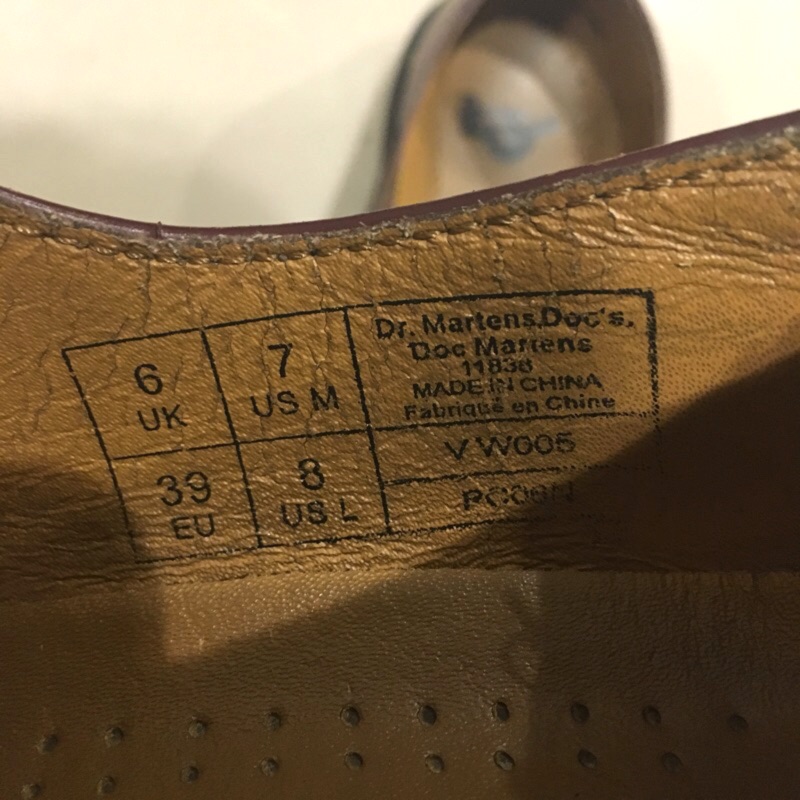 6
UK
7
US M
39
EU
8
US L
Dr. Martens,Doc's,
Doc Martens
11838
MADE IN CHINA
Fabriqué en Chine
VW005